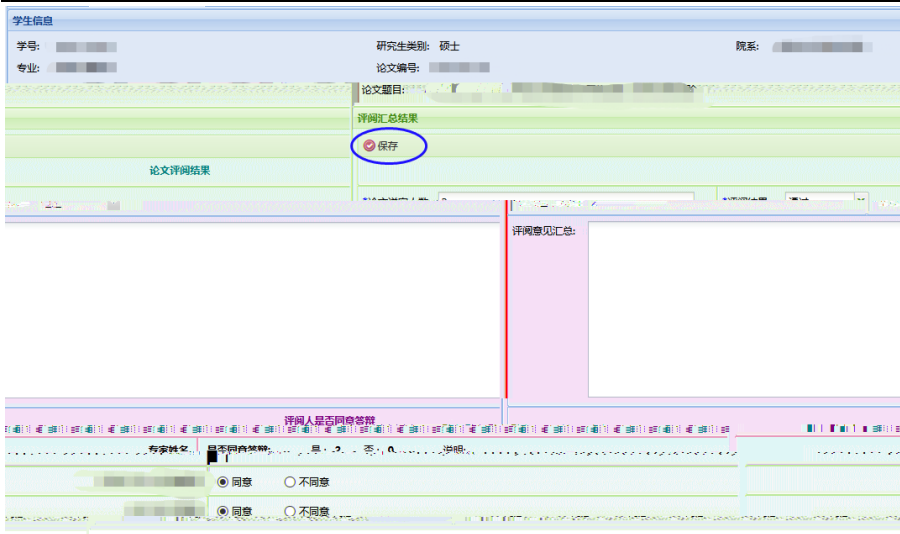 学生信息
学号: 研究生类别: 硕士 院系:
专业: 论文编号:
论文题目:
评阅汇总结果
保存
论文评阅结果
评阅意见汇总:
评阅人是否同意答辩
专家姓名 是否同意答辩: 是: 2 否: 0 说明:
同意 不同意
同意 不同意